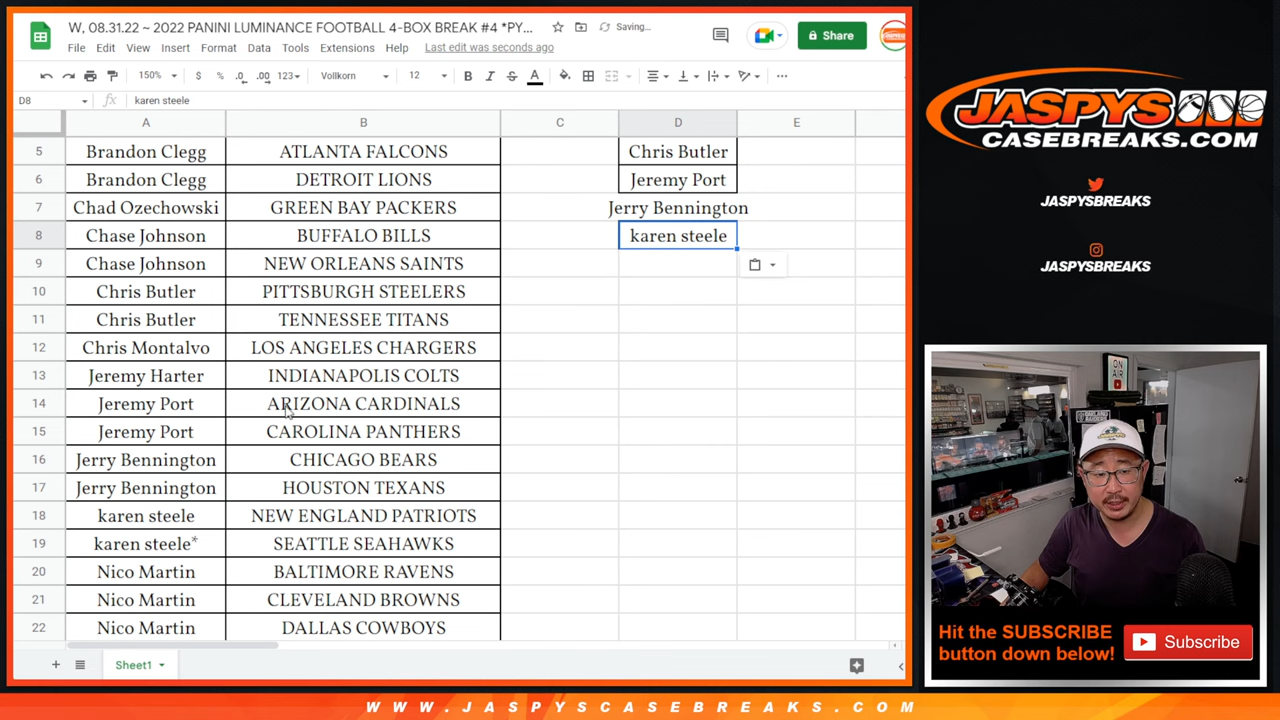 W, 08.31.22 ~ 2022 PANINI LUMINANCE FOOTBALL 4-BOX BREAK #4 *PY...
Saving...
File Edit View Insert Format Data Tools Extensions Help Last edit was seconds ago
Share
150% $ % .0 .00 123 Vollkorn 12 B I S A
D8 fx karen steele
A B C D E
5 Brandon Clegg ATLANTA FALCONS Chris Butler
6 Brandon Clegg DETROIT LIONS Jeremy Port
7 Chad Ozechowski GREEN BAY PACKERS Jerry Bennington
8 Chase Johnson BUFFALO BILLS karen steele
9 Chase Johnson NEW ORLEANS SAINTS
10 Chris Butler PITTSBURGH STEELERS
11 Chris Butler TENNESSEE TITANS
12 Chris Montalvo LOS ANGELES CHARGERS
13 Jeremy Harter INDIANAPOLIS COLTS
14 Jeremy Port ARIZONA CARDINALS
15 Jeremy Port CAROLINA PANTHERS
16 Jerry Bennington CHICAGO BEARS
17 Jerry Bennington HOUSTON TEXANS
18 karen steele NEW ENGLAND PATRIOTS
19 karen steele* SEATTLE SEAHAWKS
20 Nico Martin BALTIMORE RAVENS
21 Nico Martin CLEVELAND BROWNS
22 Nico Martin DALLAS COWBOYS
Sheet1
JASPYS
CASEBREAKS.COM
JASPYSBREAKS
JASPYSBREAKS
ON AIR
Hit the SUBSCRIBE
button down below!
Subscribe
WWW.JASPYSCASEBREAKS.COM